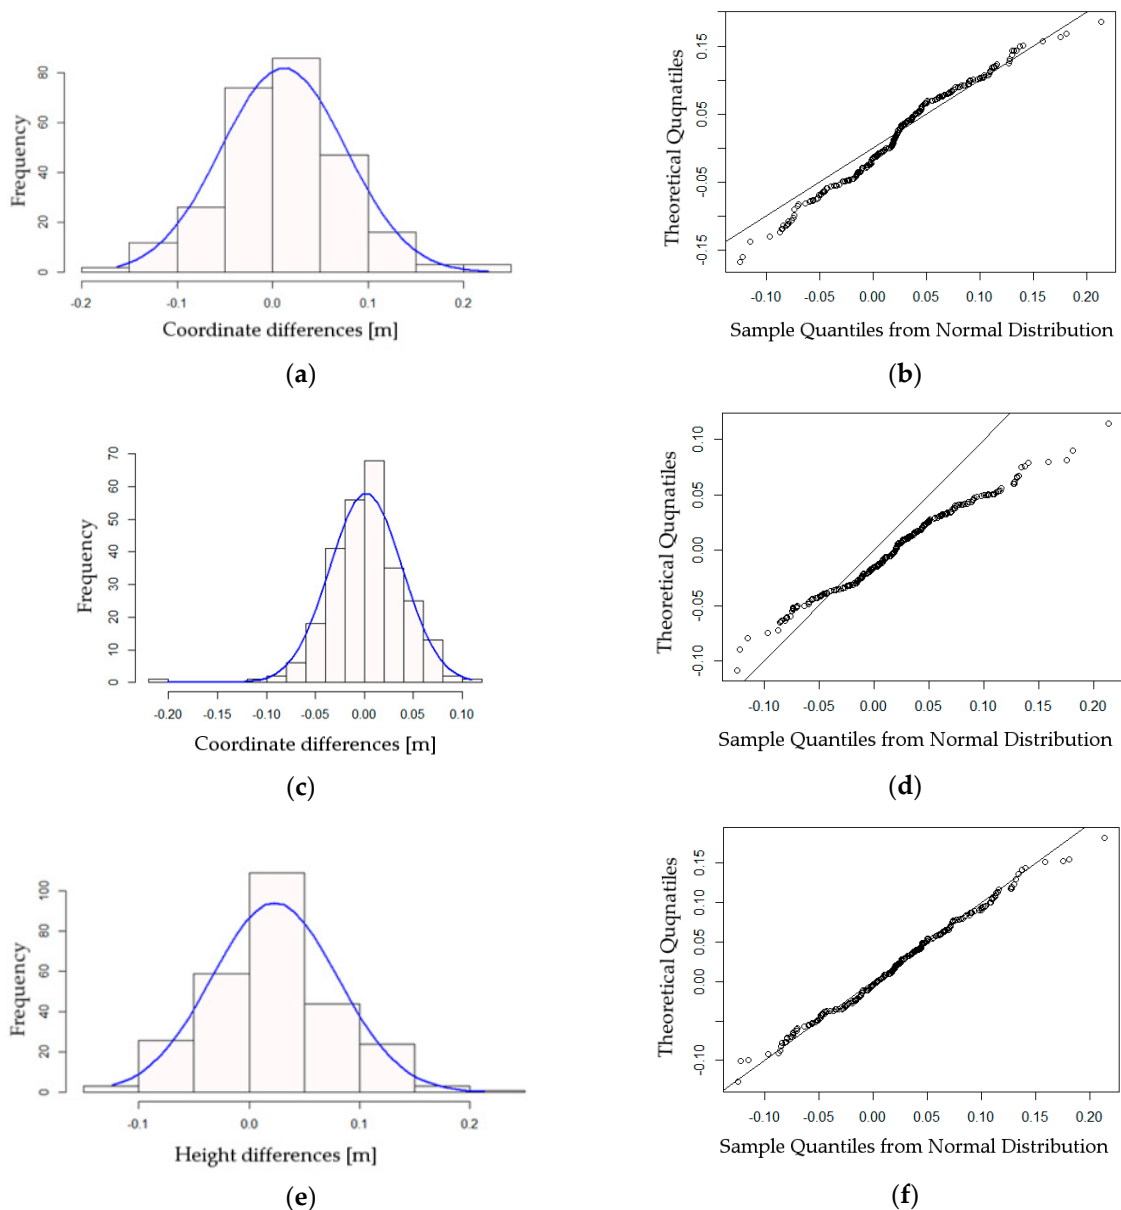 Frequency
80
60
40
20
0
-0.2 -0.1 0.0 0.1 0.2
Coordinate differences [m]
(a)
Theoretical Quqnatiles
0.15
0.05
-0.05
-0.15
-0.10 -0.05 0.00 0.05 0.10 0.15 0.20
Sample Quantiles from Normal Distribution
(b)
Frequency
70
60
50
40
30
20
10
0
-0.20 -0.15 -0.10 -0.05 0.00 0.05 0.10
Coordinate differences [m]
(c)
Theoretical Quqnatiles
0.10
0.05
0.00
-0.05
-0.10
-0.10 -0.05 0.00 0.05 0.10 0.15 0.20
Sample Quantiles from Normal Distribution
(d)
Frequency
100
80
60
40
20
0
-0.1 0.0 0.1 0.2
Height differences [m]
(e)
Theoretical Quqnatiles
0.15
0.10
0.05
0.00
-0.10
-0.10 -0.05 0.00 0.05 0.10 0.15 0.20
Sample Quantiles from Normal Distribution
(f)